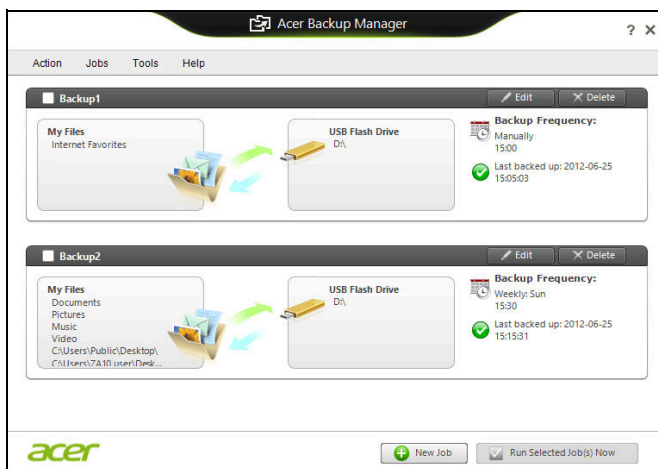 Acer Backup Manager
? X
Action Jobs Tools Help
Backup1
Edit
Delete
My Files
Internet Favorites
USB Flash Drive
D:\
Backup Frequency:
Manually
15:00
Last backed up: 2012-06-25
15:05:03
Backup2
Edit
Delete
My Files
Documents
Pictures
Music
Video
C:\Users\Public\Desktop\
C:\Users\ZA10 user\Desk...
USB Flash Drive
D:\
Backup Frequency:
Weekly: Sun
15:30
Last backed up: 2012-06-25
15:15:31
acer
New Job
Run Selected Job(s) Now